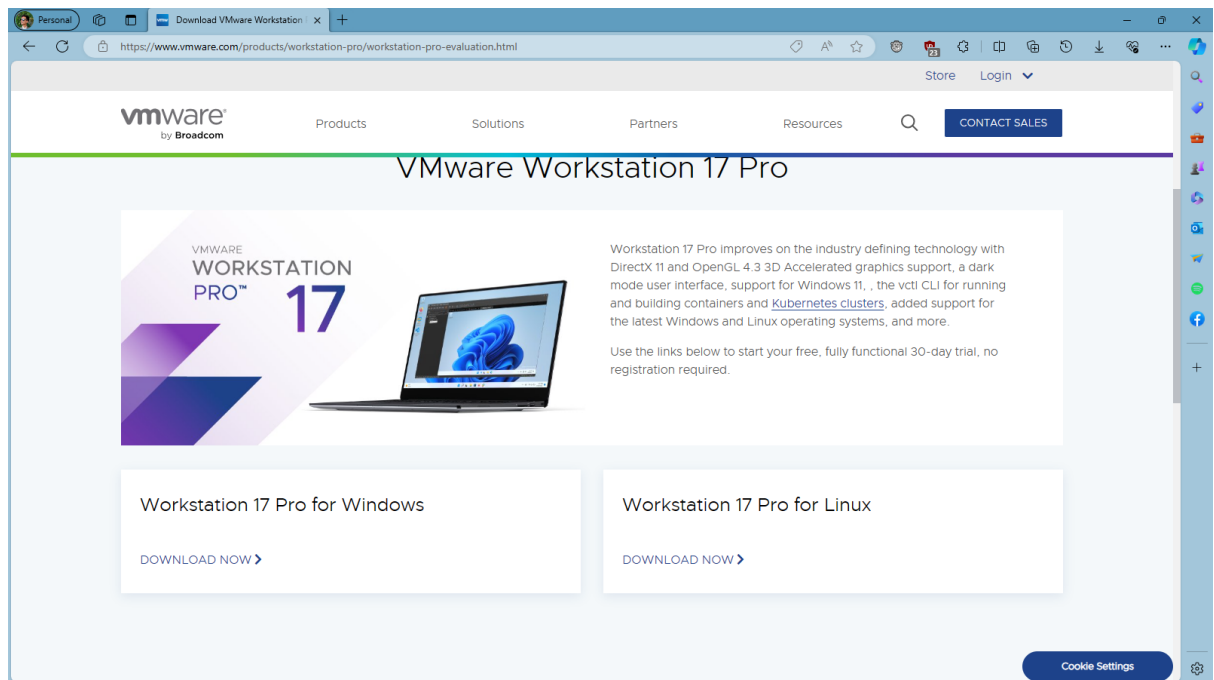 Personal
Download VMware Workstation
https://www.vmware.com/products/workstation-pro/workstation-pro-evaluation.html
23
Store Login
vmware®
by Broadcom
Products Solutions Partners Resources CONTACT SALES
VMware Workstation 17 Pro
VMWARE
WORKSTATION
PRO™ 17
Workstation 17 Pro improves on the industry defining technology with
DirectX 11 and OpenGL 4.3 3D Accelerated graphics support, a dark
mode user interface, support for Windows 11, , the vctl CLI for running
and building containers and Kubernetes clusters, added support for
the latest Windows and Linux operating systems, and more.
Use the links below to start your free, fully functional 30-day trial, no
registration required.
Workstation 17 Pro for Windows
DOWNLOAD NOW
Workstation 17 Pro for Linux
DOWNLOAD NOW
Cookie Settings